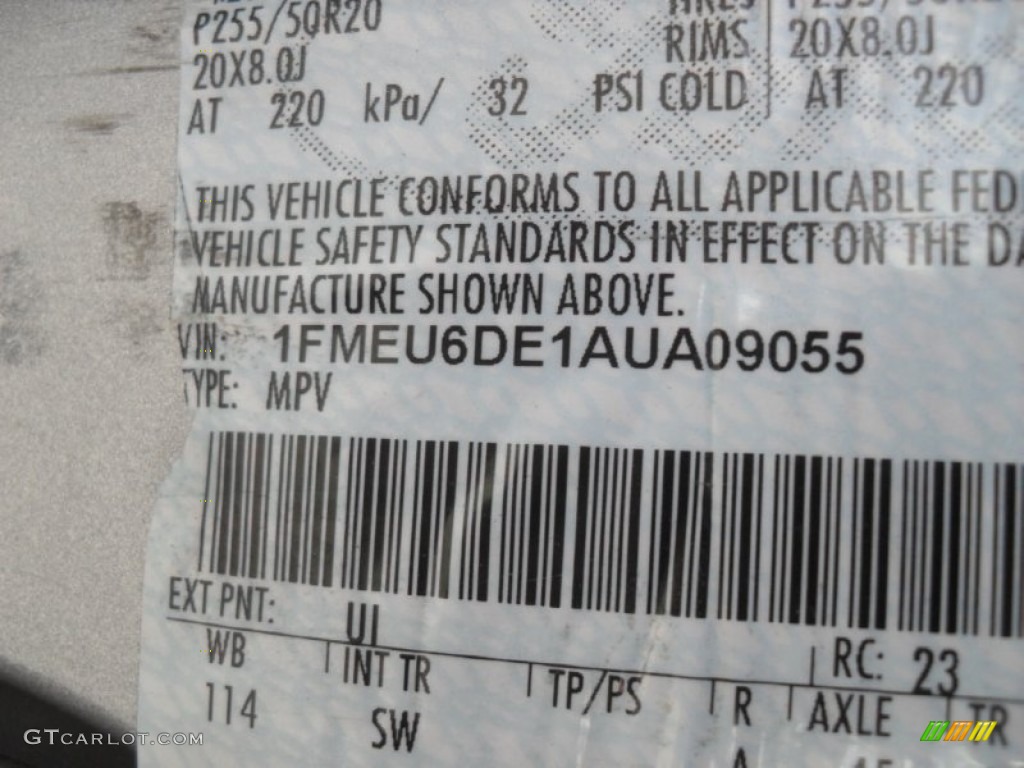 P255/50R20 RIMS 20X8.0J
20X8.0J
AT 220 kPa/ 32 PSI COLD AT 220
THIS VEHICLE CONFORMS TO ALL APPLICABLE FED
VEHICLE SAFETY STANDARDS IN EFFECT ON THE DA
MANUFACTURE SHOWN ABOVE.
VIN: 1FMEU6DE1AUA09055
TYPE: MPV
EXT PNT: UI RC: 23
WB INT TR TP/PS R AXLE TR
114 SW A
GTCARLOT.COM